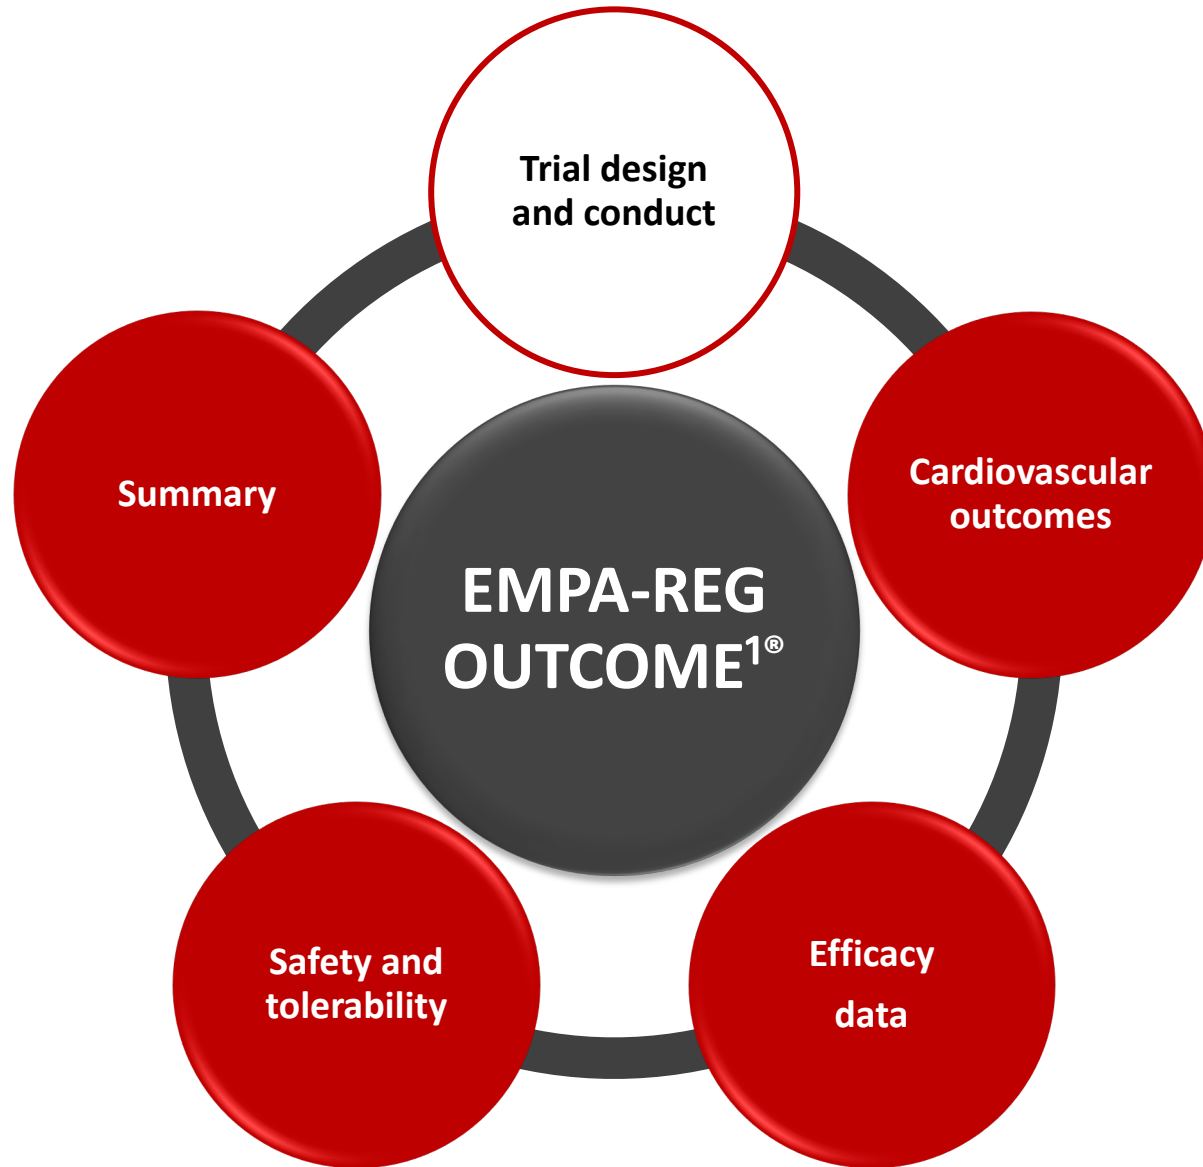 Trial design
and conduct
Cardiovascular
outcomes
Efficacy
data
Safety and
tolerability
Summary
EMPA-REG
OUTCOME¹®